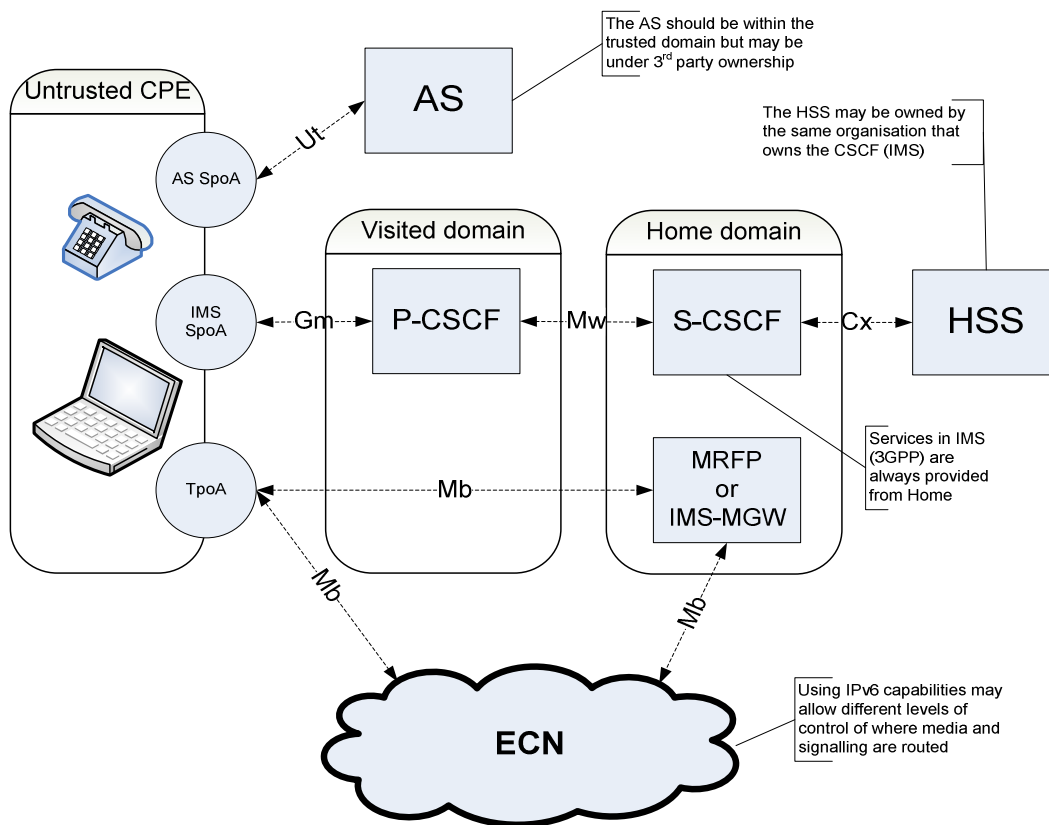 The AS should be within the
trusted domain but may be
under 3rd party ownership
Untrusted CPE
AS
The HSS may be owned by
the same organisation that
owns the CSCF (IMS)
Ut
AS SpoA
Visited domain
Home domain
IMS
SpoA
Gm
P-CSCF
Mw
S-CSCF
Cx
HSS
Services in IMS
(3GPP) are
always provided
from Home
TpoA
Mb
MRFP
or
IMS-MGW
Mb
Mb
ECN
Using IPv6 capabilities may
allow different levels of
control of where media and
signalling are routed